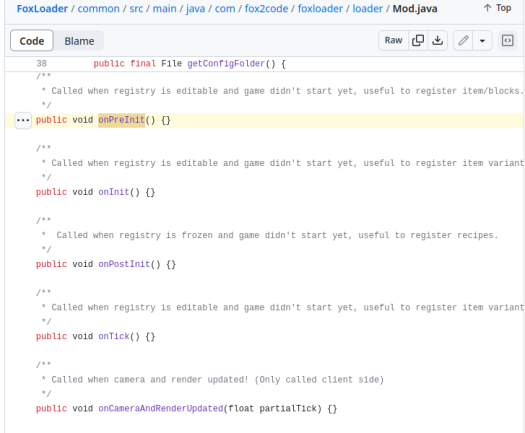 FoxLoader / common / src / main / java / com / fox2code / foxloader / loader / Mod.java ↑ Top
Code Blame Raw
38 public final File getConfigFolder() {
/**
* Called when registry is editable and game didn't start yet, useful to register item/blocks.
*/
public void onPreInit() {}
/**
* Called when registry is editable and game didn't start yet, useful to register item variant
*/
public void onInit() {}
/**
*  Called when registry is frozen and game didn't start yet, useful to register recipes.
*/
public void onPostInit() {}
/**
* Called when registry is editable and game didn't start yet, useful to register item variant
*/
public void onTick() {}
/**
* Called when camera and render updated! (Only called client side)
*/
public void onCameraAndRenderUpdated(float partialTick) {}